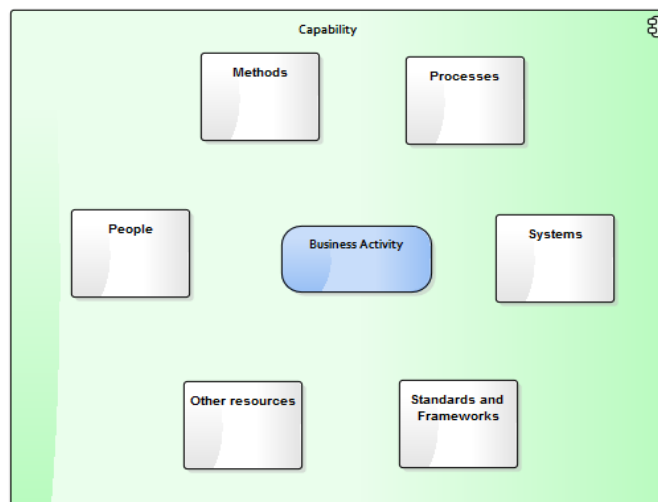 Capability
Methods
Processes
People
Business Activity
Systems
Other resources
Standards and
Frameworks